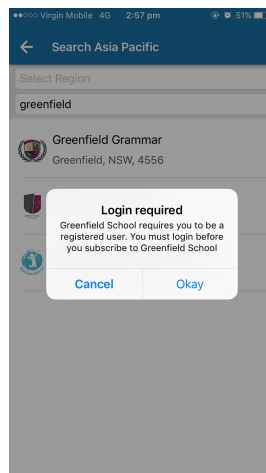 Virgin Mobile 4G 2:57 pm 51%
Search Asia Pacific
Select Region
greenfield
Greenfield Grammar
Greenfield, NSW, 4556
Login required
Greenfield School requires you to be a
registered user. You must login before
you subscribe to Greenfield School
Cancel
Okay